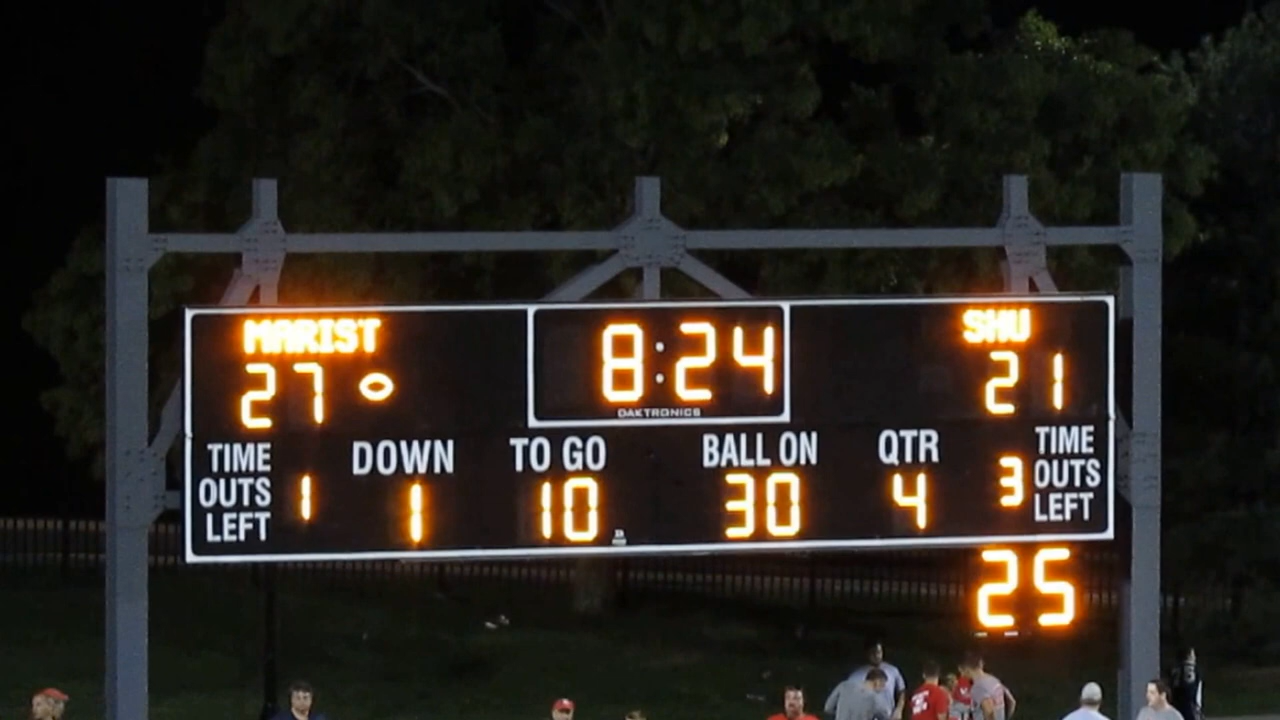 MARIST 8:24 SHU
27 21
DAKTRONICS
TIME OUTS LEFT 1
DOWN 1
TO GO 10
BALL ON 30
QTR 4
3 TIME OUTS LEFT
25